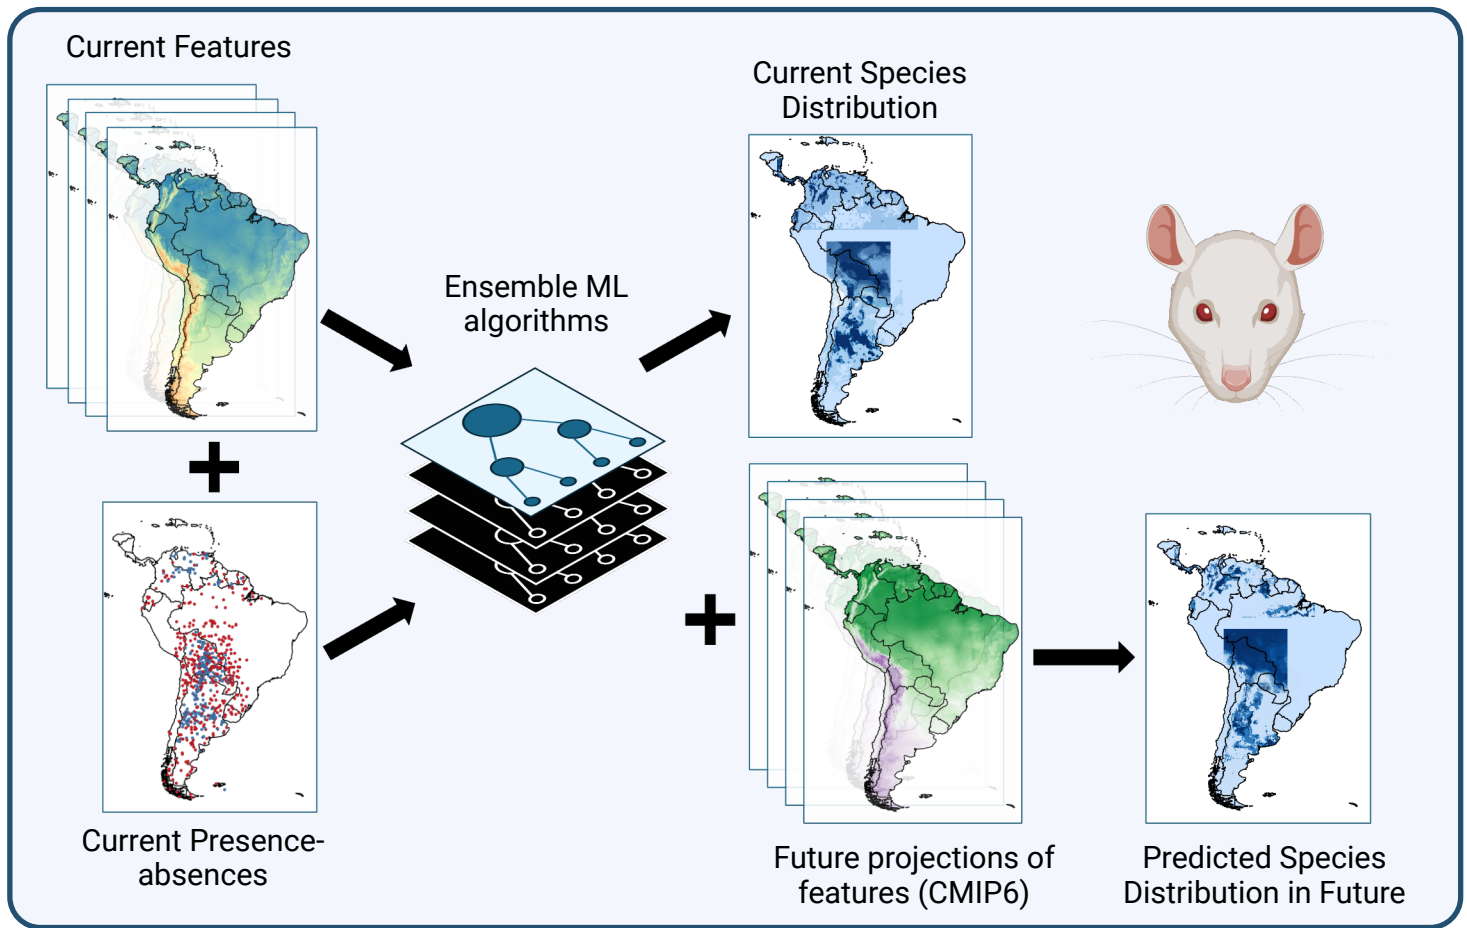 Current Features
Current Species
Distribution
Ensemble ML
algorithms
Current Presence-
absences
Future projections of
features (CMIP6)
Predicted Species
Distribution in Future